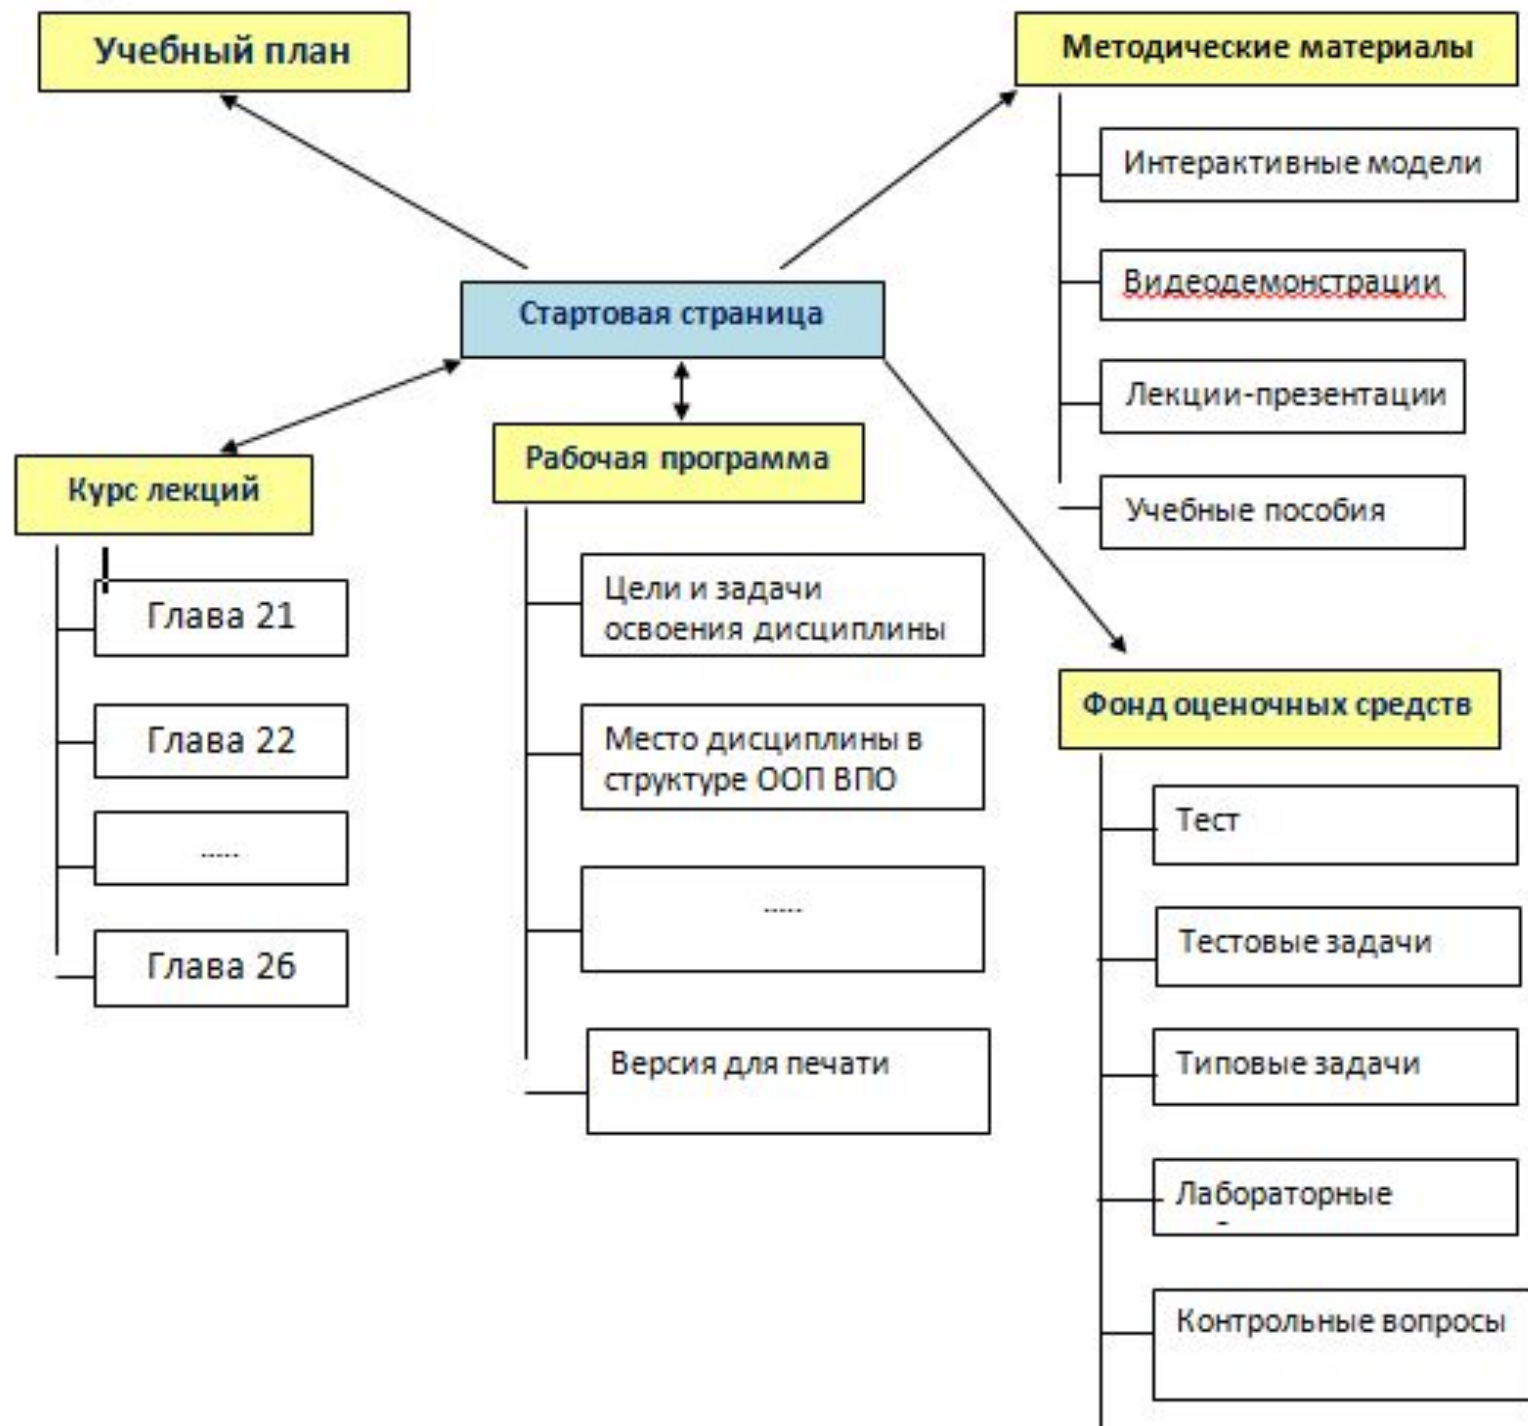 Учебный план
Методические материалы
Интерактивные модели
Видеодемонстрации
Лекции-презентации
Учебные пособия
Стартовая страница
Курс лекций
Глава 21
Глава 22
.....
Глава 26
Рабочая программа
Цели и задачи
освоения дисциплины
Место дисциплины в
структуре ООП ВПО
.....
Версия для печати
Фонд оценочных средств
Тест
Тестовые задачи
Типовые задачи
Лабораторные
Контрольные вопросы